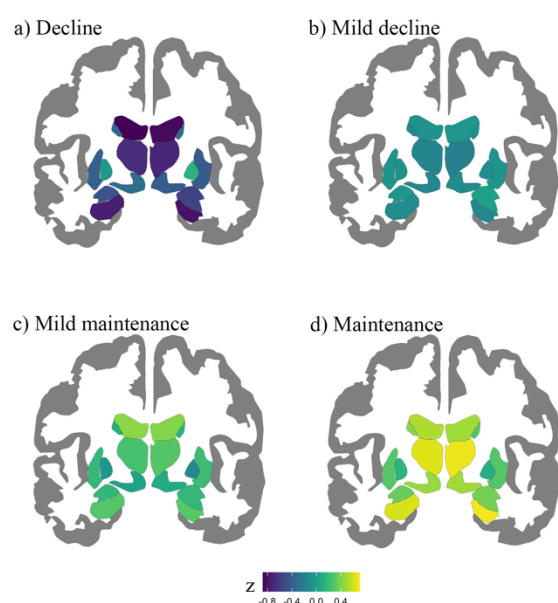 a) Decline
b) Mild decline
c) Mild maintenance
d) Maintenance
z
-0.8 -0.4 0.0 0.4